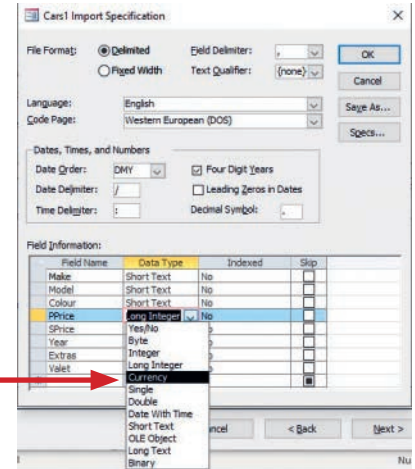 Cars1 Import Specification
File Format: Delimited Field Delimiter: , OK
Fixed Width Text Qualifier: {none} Cancel
Language: English Save As...
Code Page: Western European (DOS) Specs...
Dates, Times, and Numbers
Date Order: DMY Four Digit Years
Date Delimiter: / Leading Zeros in Dates
Time Delimiter: : Decimal Symbol: .
Field Information:
Field Name Data Type Indexed Skip
Make Short Text No
Model Short Text No
Colour Short Text No
PPrice Long Integer No
SPrice Yes/No
Year Byte
Extras Integer
Valet Long Integer
Currency
Single
Double
Date With Time
Short Text
OLE Object
Long Text
Binary
< Back Next >